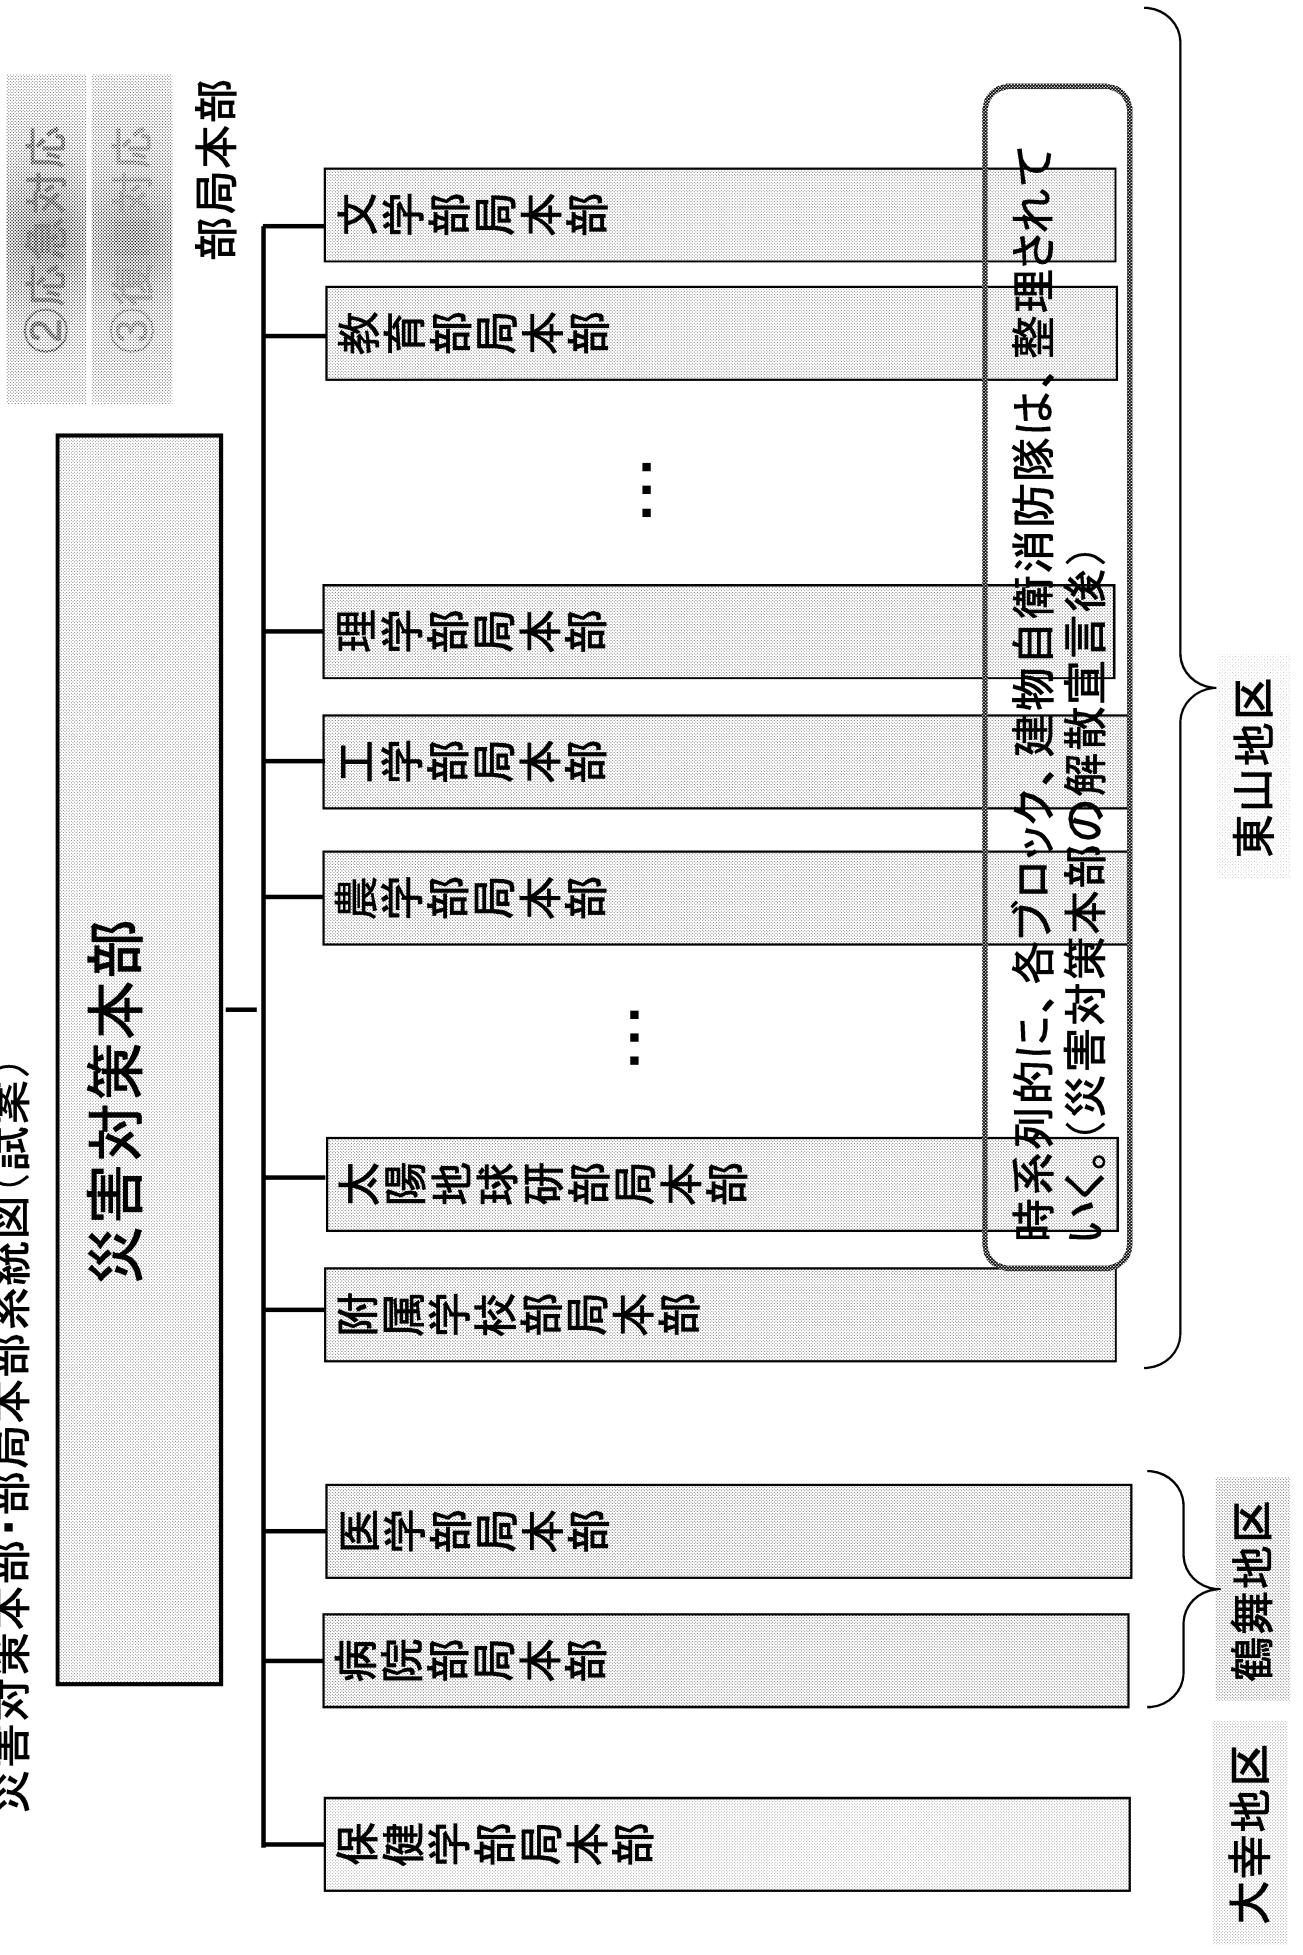 災害対策本部・部局本部系統図（試案）
②応急対応
③復旧対応
災害対策本部
部局本部
保健学部局本部
病院部局本部
医学部局本部
附属学校部局本部
太陽地球研部局本部
…
農学部局本部
工学部局本部
理学部局本部
…
教育部局本部
文学部局本部
時系列的に、各ブロック、建物自衛消防隊は、整理されて
いく。（災害対策本部の解散宣言後）
大幸地区
鶴舞地区
東山地区